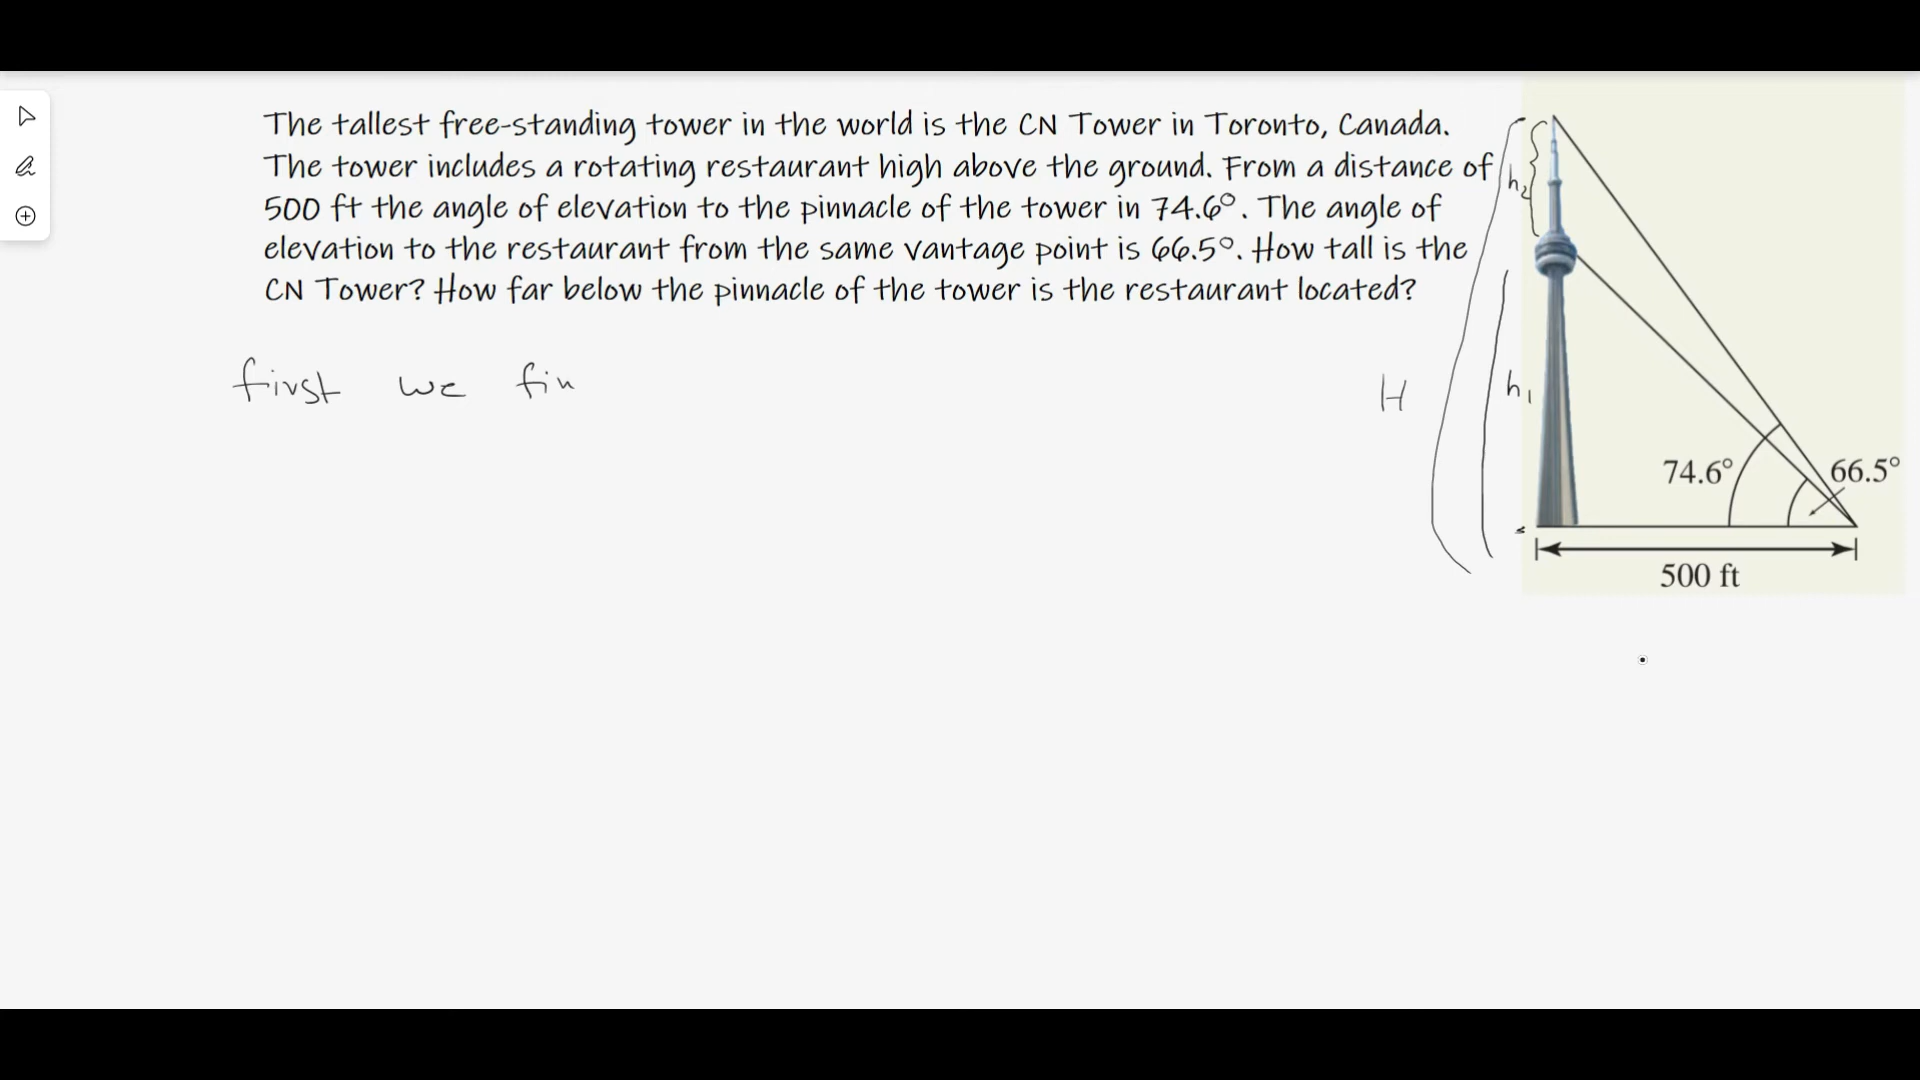 The tallest free-standing tower in the world is the CN Tower in Toronto, Canada.
The tower includes a rotating restaurant high above the ground. From a distance of
500 ft the angle of elevation to the pinnacle of the tower in 74.6°. The angle of
elevation to the restaurant from the same vantage point is 66.5°. How tall is the
CN Tower? How far below the pinnacle of the tower is the restaurant located?
first we fin
H
h₂
h₁
74.6°
66.5°
500 ft